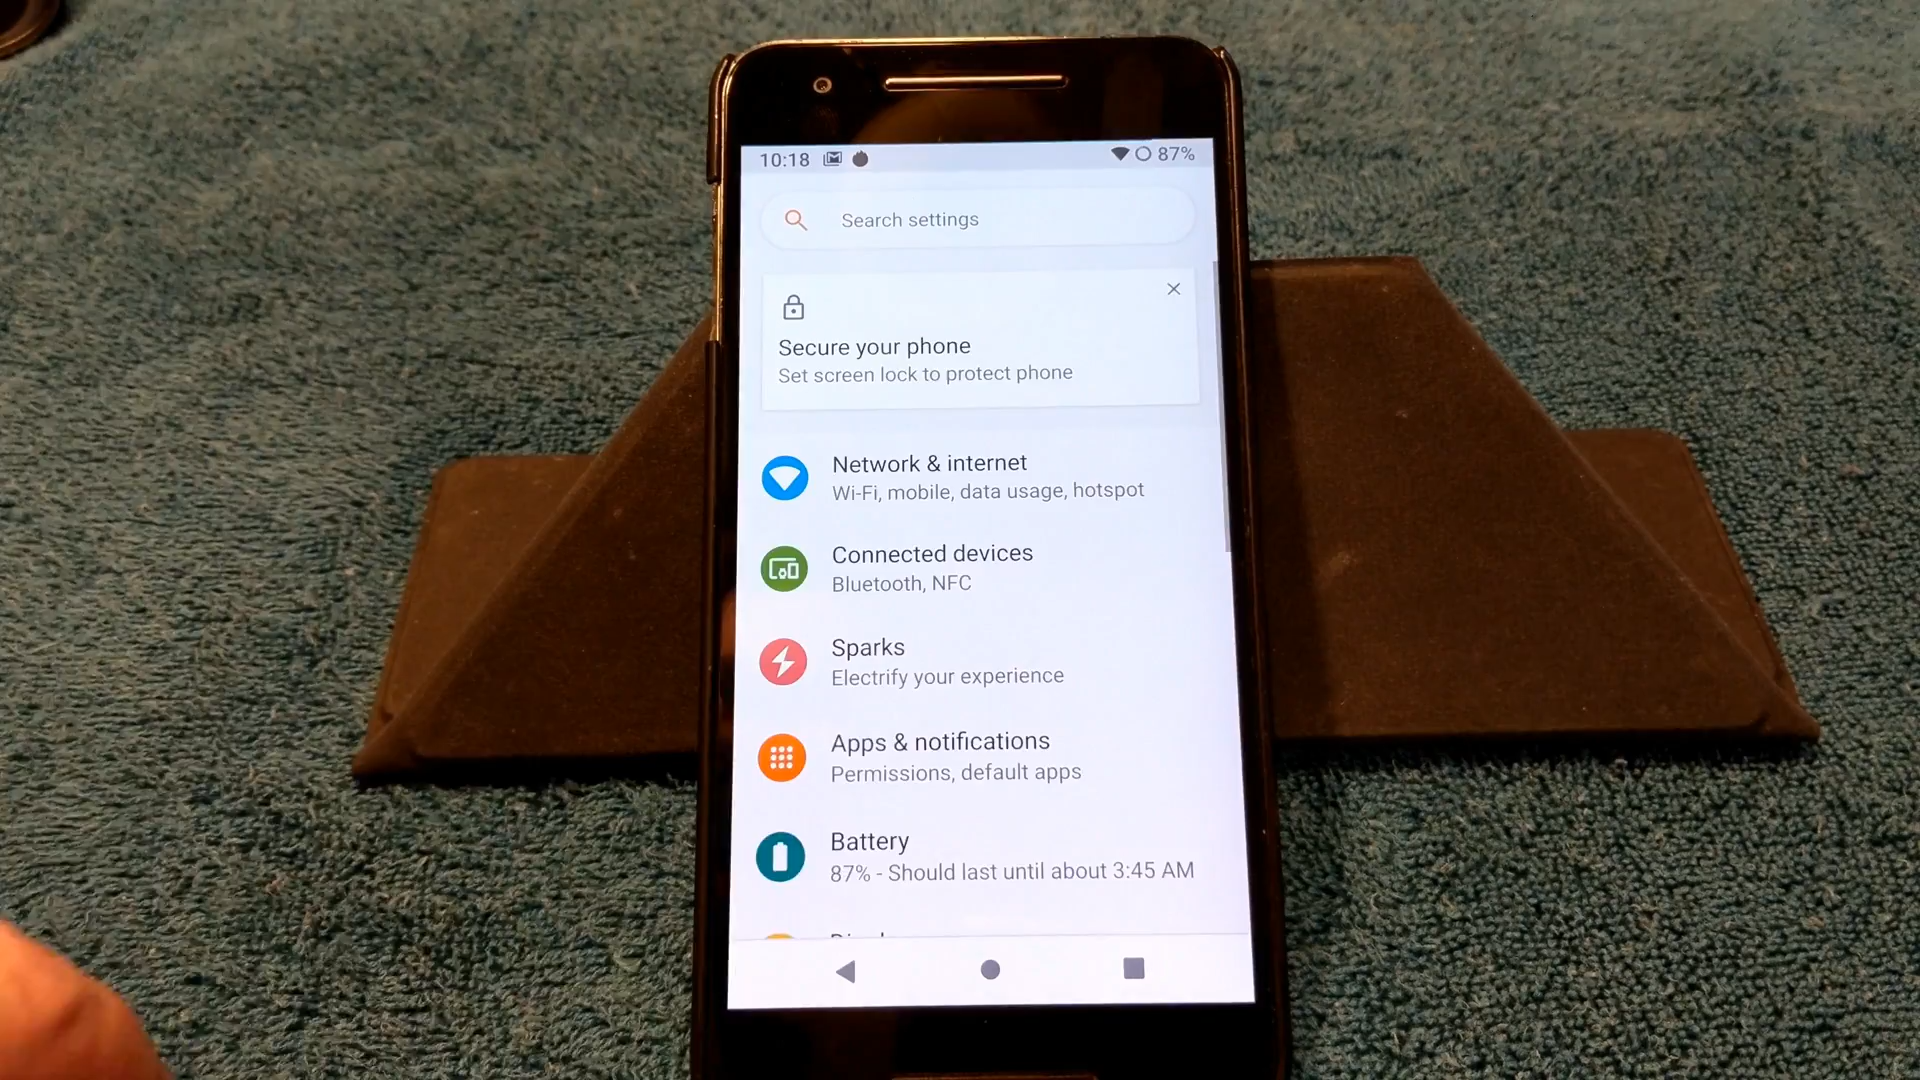 10:18 87%
Search settings
Secure your phone
Set screen lock to protect phone
Network & internet
Wi-Fi, mobile, data usage, hotspot
Connected devices
Bluetooth, NFC
Sparks
Electrify your experience
Apps & notifications
Permissions, default apps
Battery
87% - Should last until about 3:45 AM